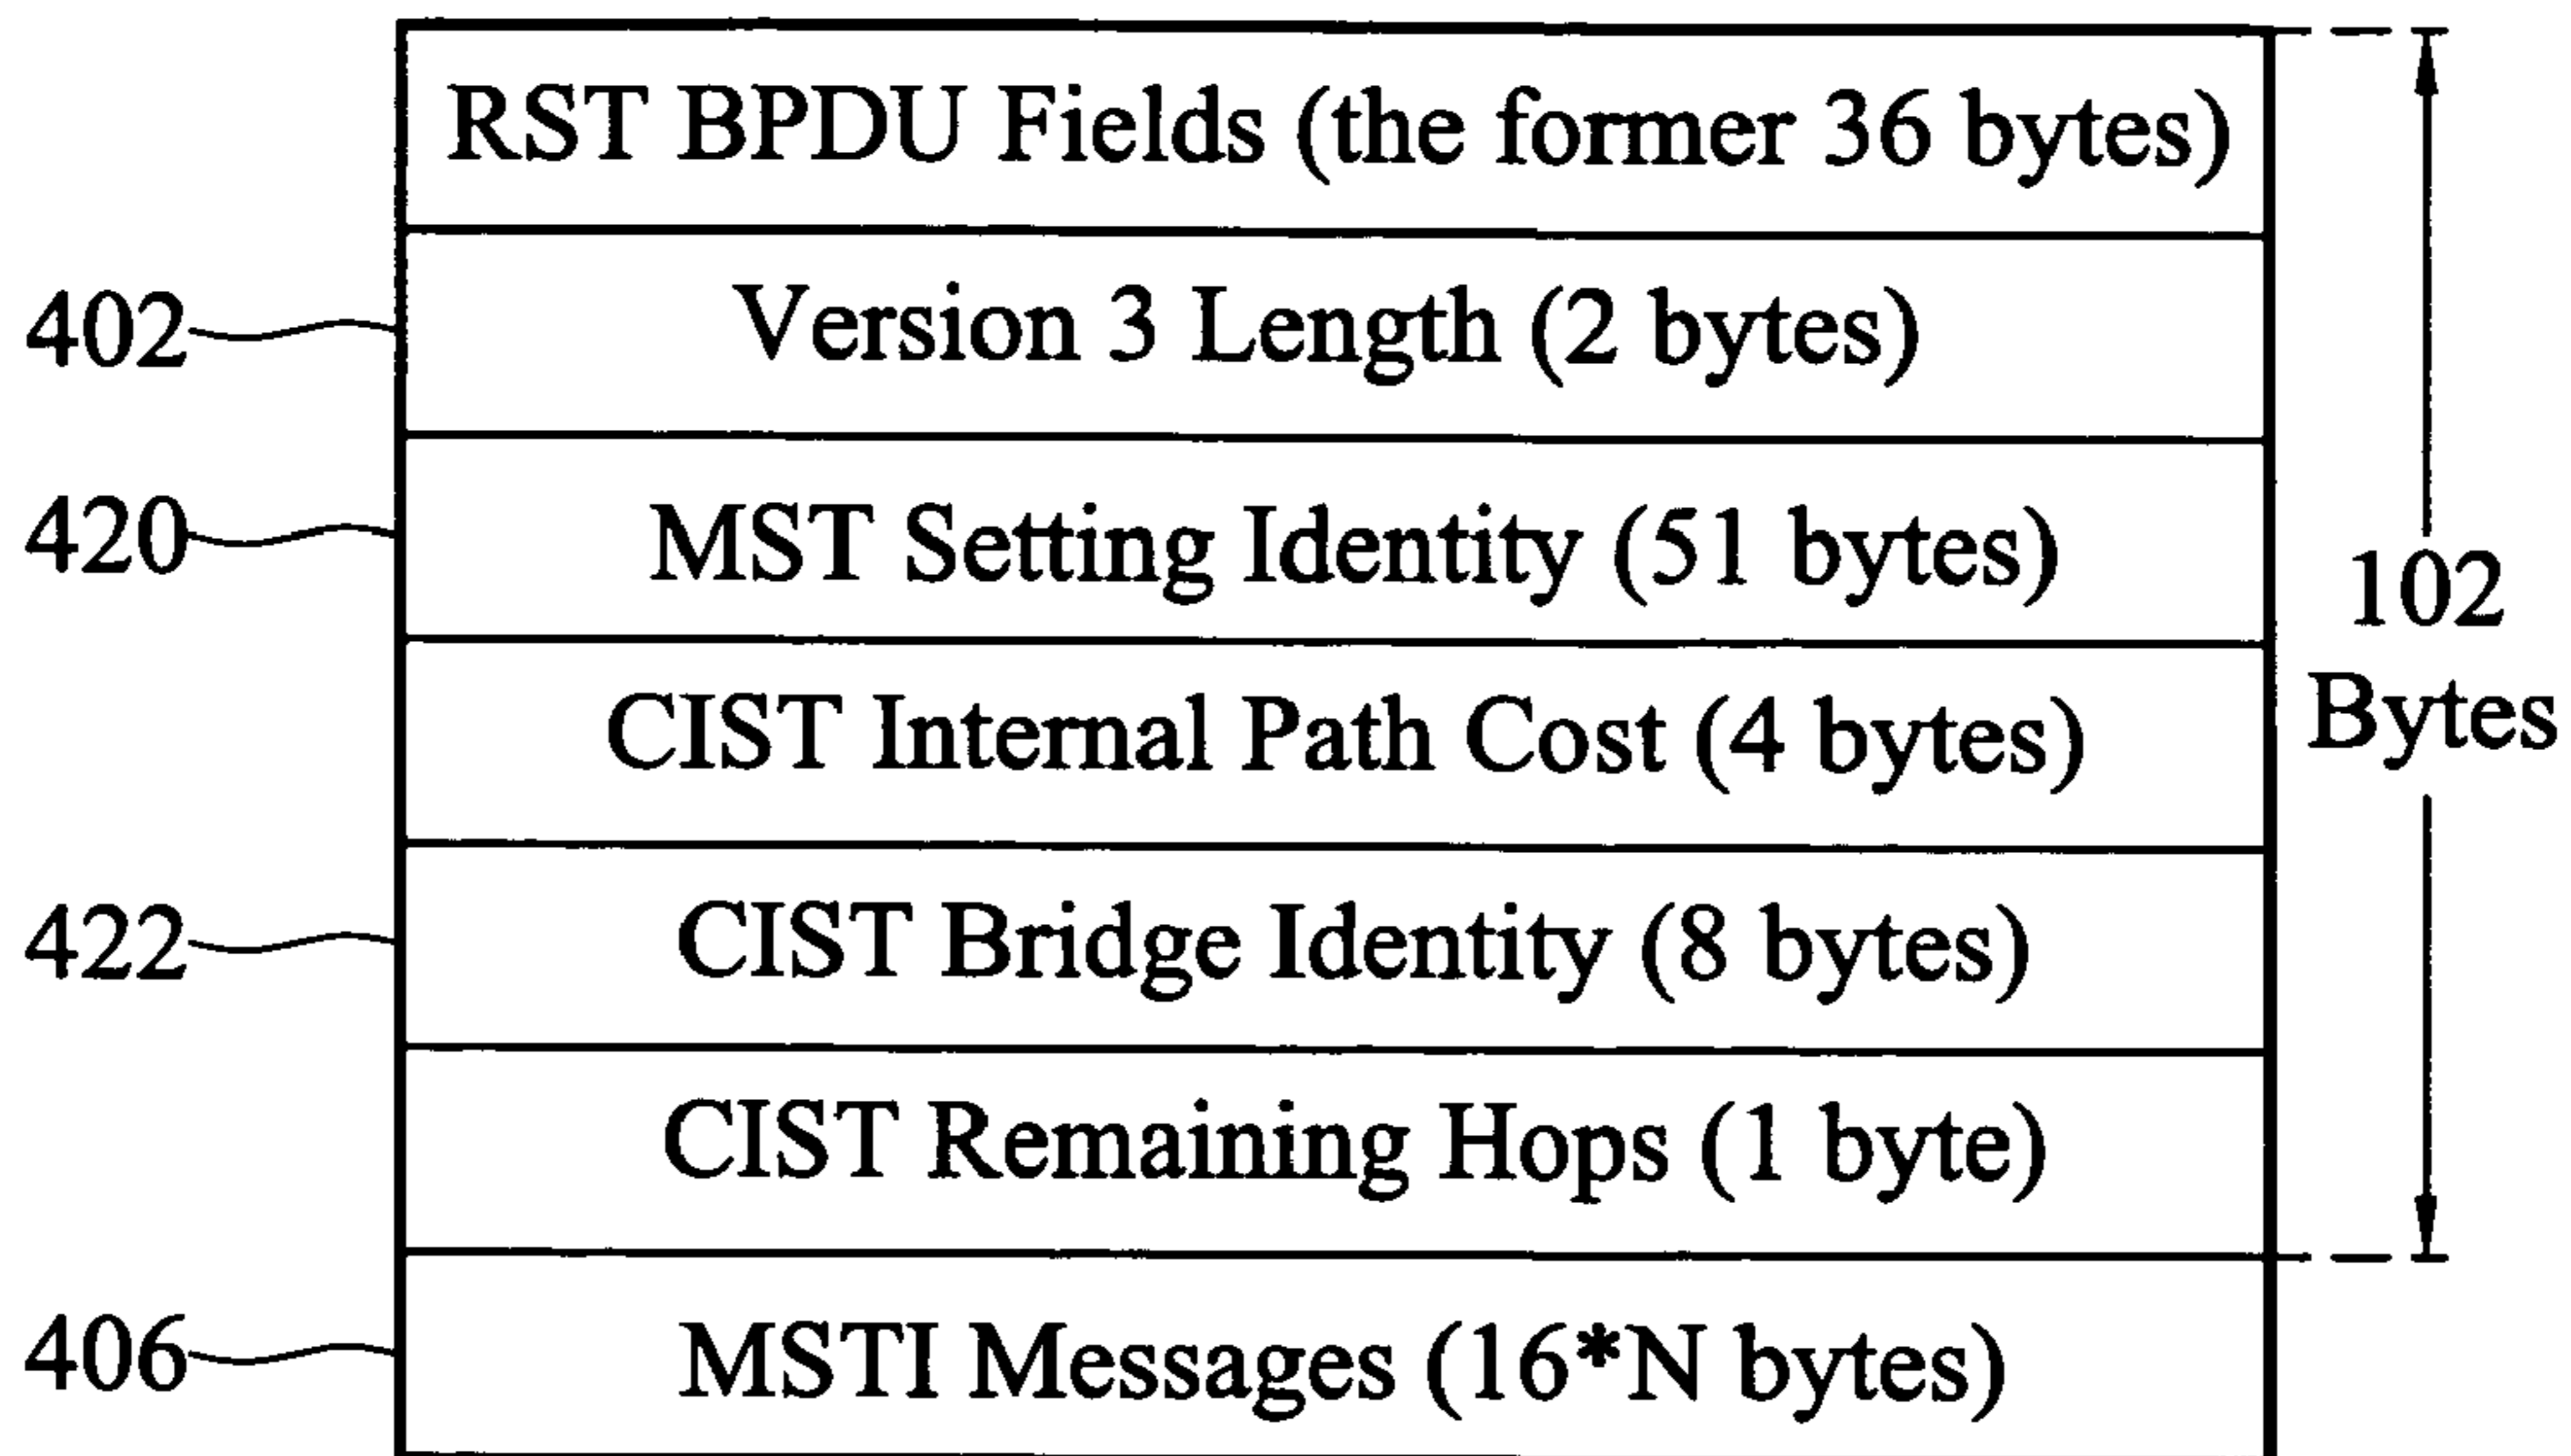 RST BPDU Fields (the former 36 bytes)
402 Version 3 Length (2 bytes)
420 MST Setting Identity (51 bytes)
102
CIST Internal Path Cost (4 bytes)
Bytes
422 CIST Bridge Identity (8 bytes)
CIST Remaining Hops (1 byte)
406 MSTI Messages (16*N bytes)